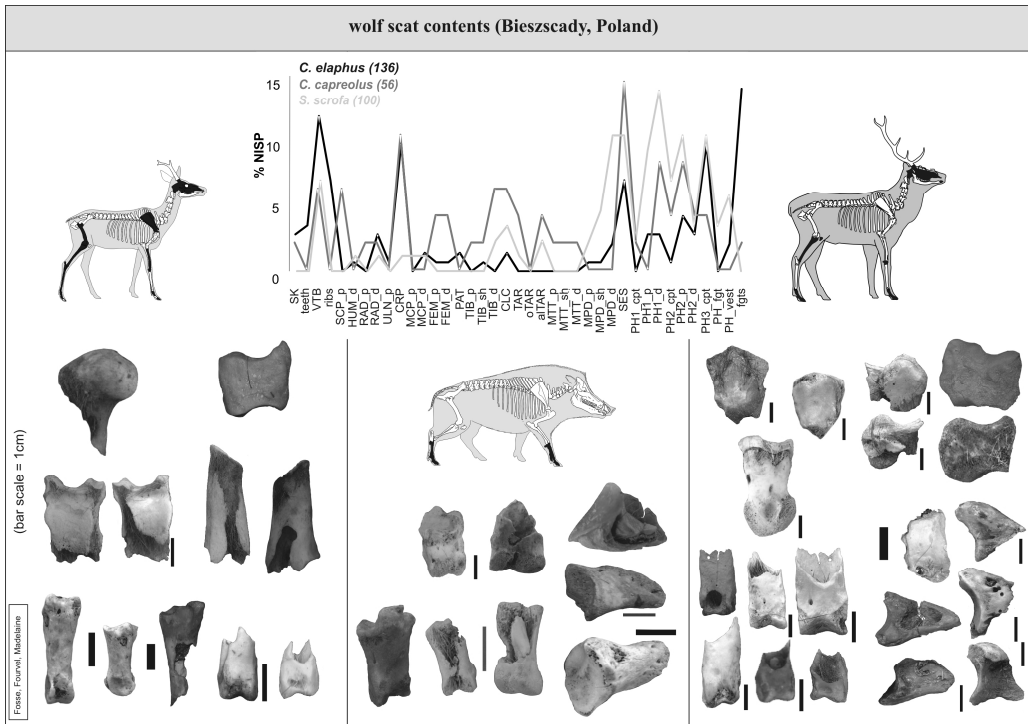 wolf scat contents (Bieszscady, Poland)
C. elaphus (136)
C. capreolus (56)
S. scrofa (100)
% NISP
15
10
5
0
SK
teeth
VTB
ribs
SCP_p
HUM_d
RAD_p
RAD_d
ULN_p
CRP
MCP_p
MCP_d
FEM_p
FEM_d
PAT
TIB_p
TIB_sh
TIB_d
CLC
TAR
oTAR
alTAR
MTT_p
MTT_sh
MTT_d
MPD_p
MPD_sh
MPD_d
SES
PH1_cpt
PH1_p
PH1_d
PH2_cpt
PH2_p
PH2_d
PH3_cpt
PH_fgt
PH_vest
fgts
(bar scale = 1cm)
Fosse, Fourvel, Madelaine